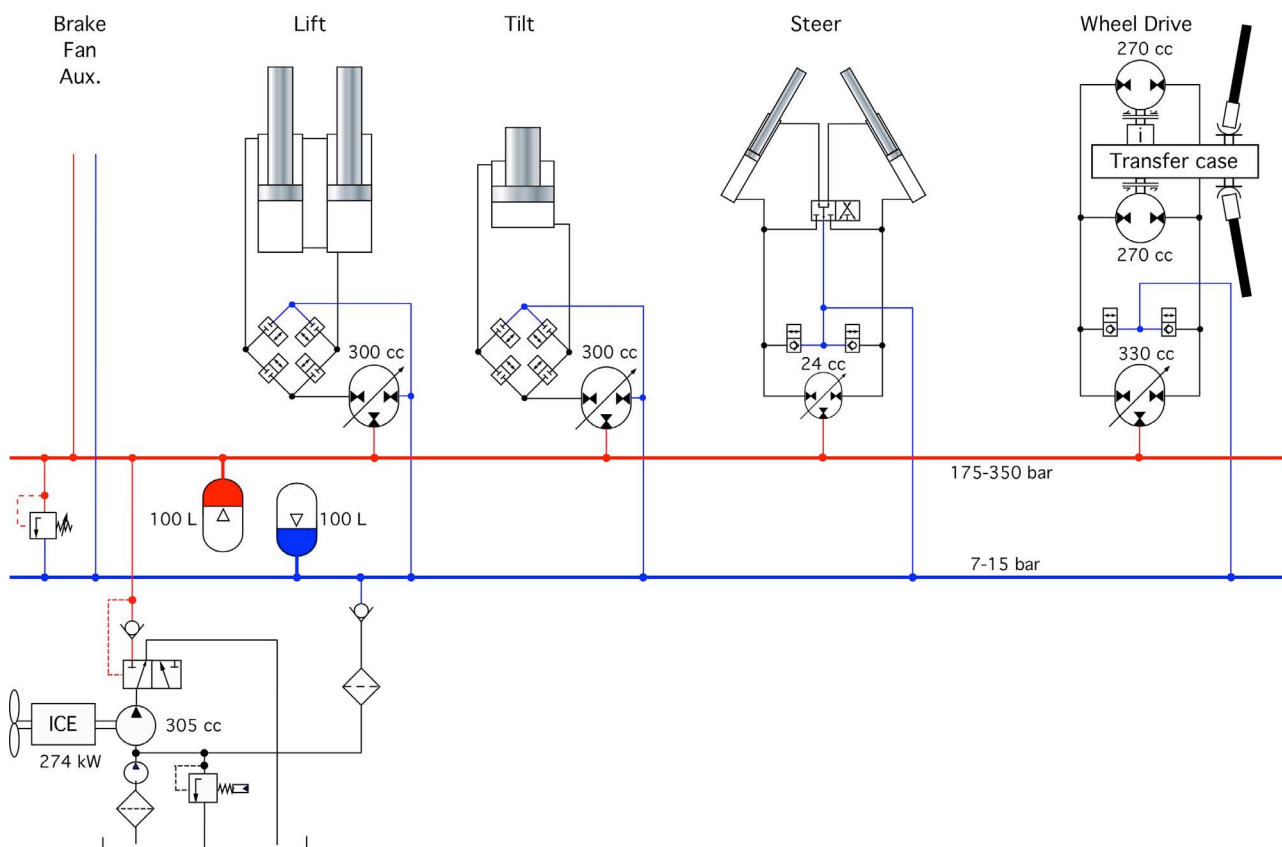 Brake
Fan
Aux.
Lift
Tilt
Steer
Wheel Drive
270 cc
i
Transfer case
270 cc
300 cc
300 cc
24 cc
330 cc
175-350 bar
100 L
100 L
7-15 bar
ICE
305 cc
274 kW